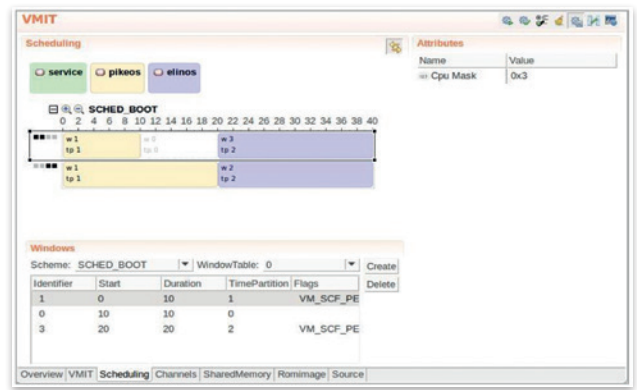 VMIT
Scheduling
Attributes
Name Value
Cpu Mask 0x3
service pikeos elinos
SCHED_BOOT
0 2 4 6 8 10 12 14 16 18 20 22 24 26 28 30 32 34 36 38 40
w 1 w 0 w 3
tp 1 tp 0 tp 2
w 1 w 2
tp 1 tp 2
Windows
Scheme: SCHED_BOOT WindowTable: 0 Create
Identifier Start Duration TimePartition Flags Delete
1 0 10 1 VM_SCF_PE
0 10 10 0
3 20 20 2 VM_SCF_PE
Overview VMIT Scheduling Channels SharedMemory Romimage Source